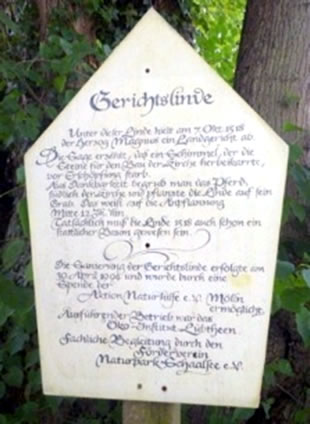 Gerichtslinde
Unter dieser Linde hielt am 7. Okt. 1518
der Herzog Magnus ein Landgericht ab.
Die Sage erzählt, daß ein Schimmel, der die
Steine für den Bau der Kirche herbeikarrte,
vor Erschöpfung starb.
Aus Dankbarkeit begrub man das Pferd
südlich der Kirche und pflanzte die Linde auf sein
Grab. Das weist auf die Anpflanzung
Mitte 13. Jh. hin.
Tatsächlich muß die Linde 1518 auch schon ein
stattlicher Baum gewesen sein.
Die Sanierung der Gerichtslinde erfolgte am
30. April 1998 und wurde durch eine
Spende der
Aktion Naturhilfe e.V. Mölln
ermöglicht.
Ausführender Betrieb war das
Öko-Institut Lübtheen
Fachliche Begleitung durch den
Förderverein
Naturpark Schaalsee e.V.